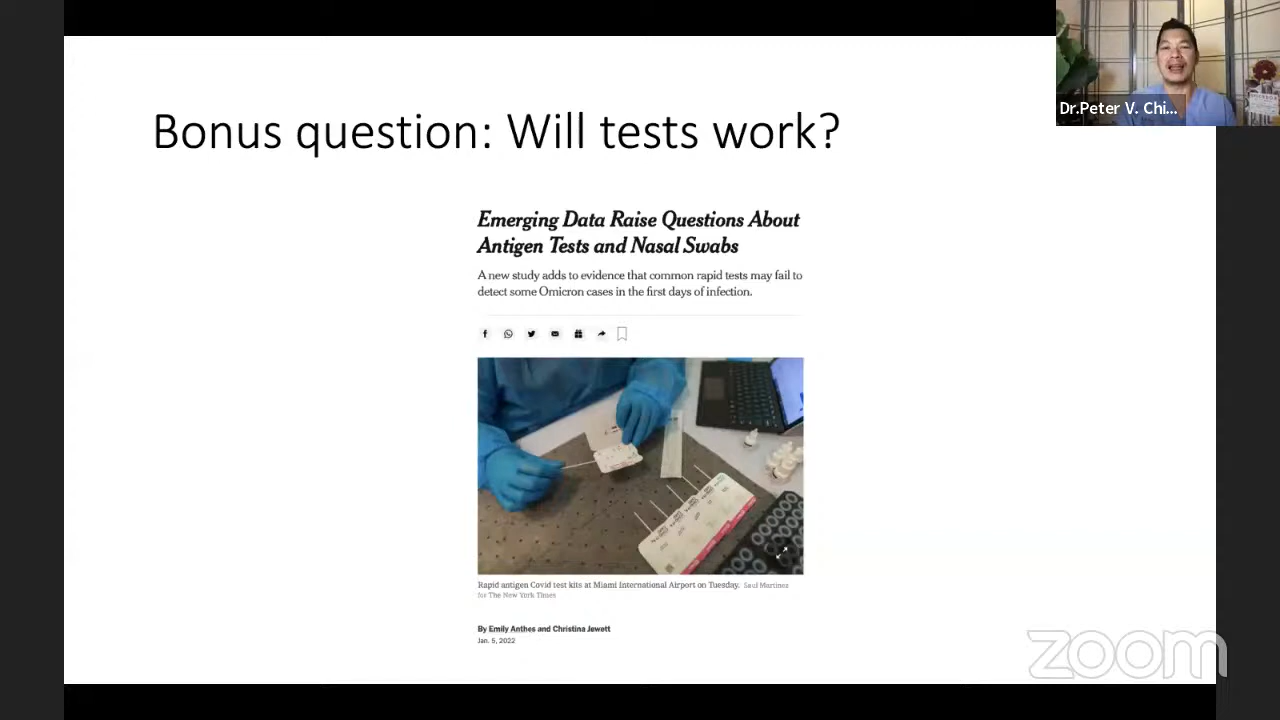 Dr.Peter V. Chi...
Bonus question: Will tests work?
Emerging Data Raise Questions About
Antigen Tests and Nasal Swabs
A new study adds to evidence that common rapid tests may fail to
detect some Omicron cases in the first days of infection.
Rapid antigen Covid test kits at Miami International Airport on Tuesday. Saul Martinez
for The New York Times
By Emily Anthes and Christina Jewett
Jan. 5, 2022
zoom